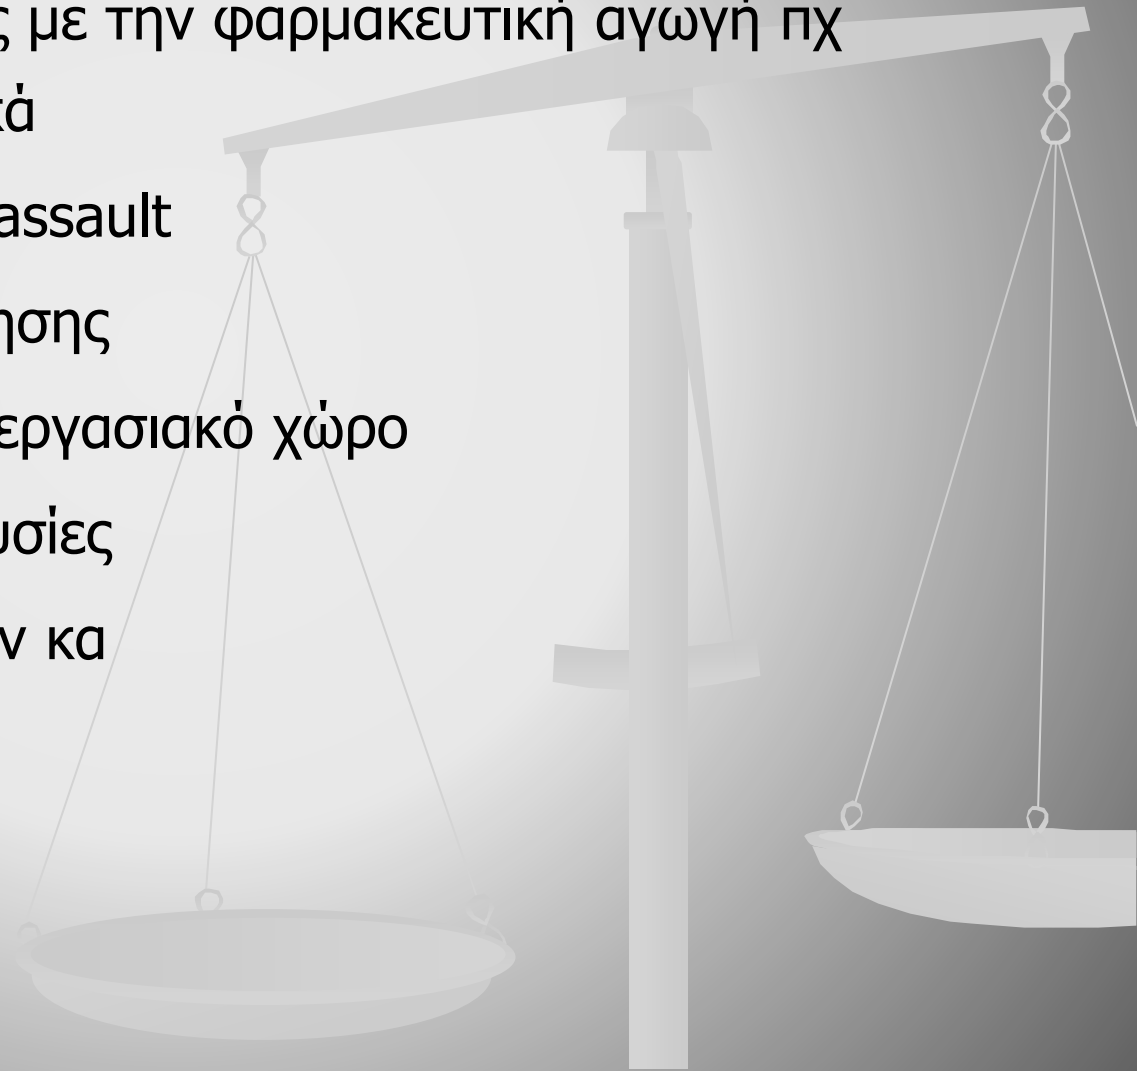 ς με την φαρμακευτική αγωγή πχ
κά
assault
ησης
εργασιακό χώρο
υσίες
ν κα